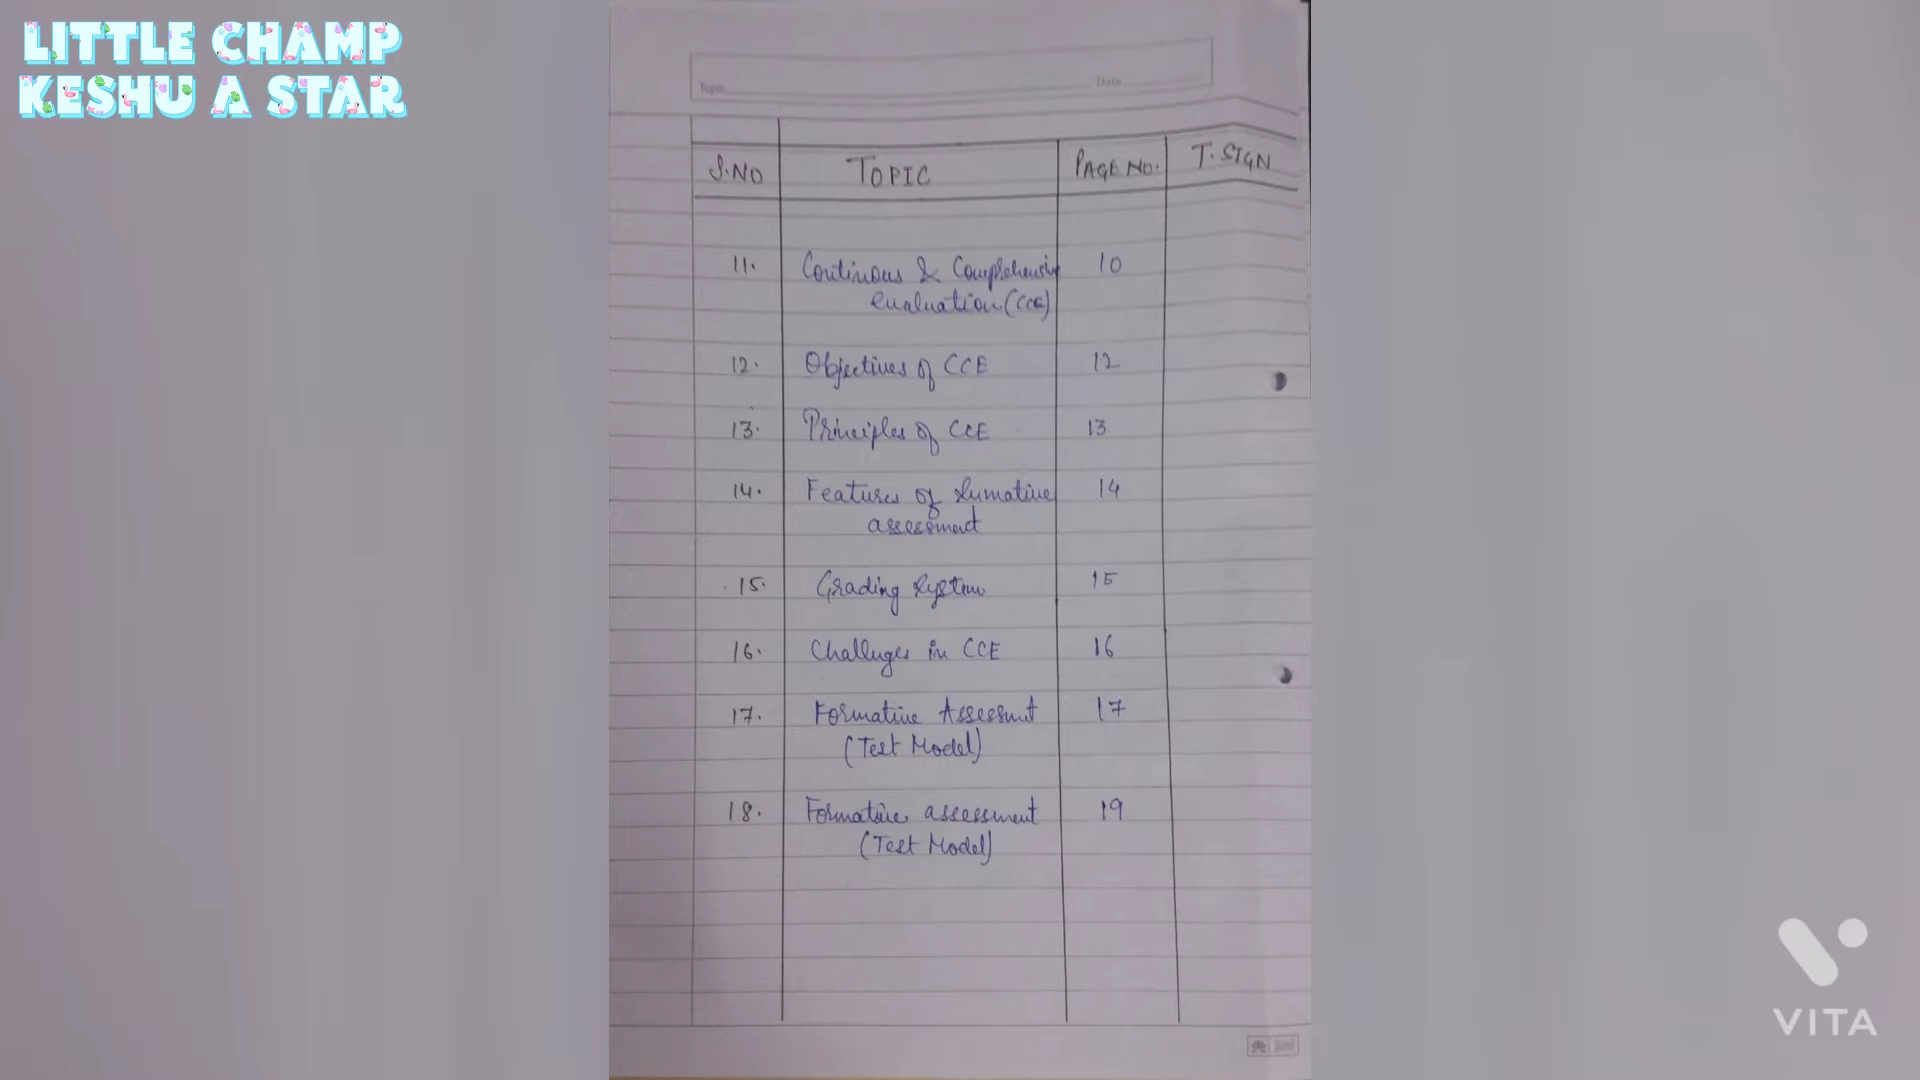 LITTLE CHAMP
KESHU A STAR
Topic
Date
S.NO TOPIC PAGE NO. T. SIGN
11. Continous & Comprehensive 10
evaluation (CCE)
12. Objectives of CCE 12
13. Principles of CCE 13
14. Features of Sumative 14
assessment
15. Grading System 15
16. Challenges in CCE 16
17. Formative Assessment 17
(Test Model)
18. Formative assessment 19
(Test Model)
VITA